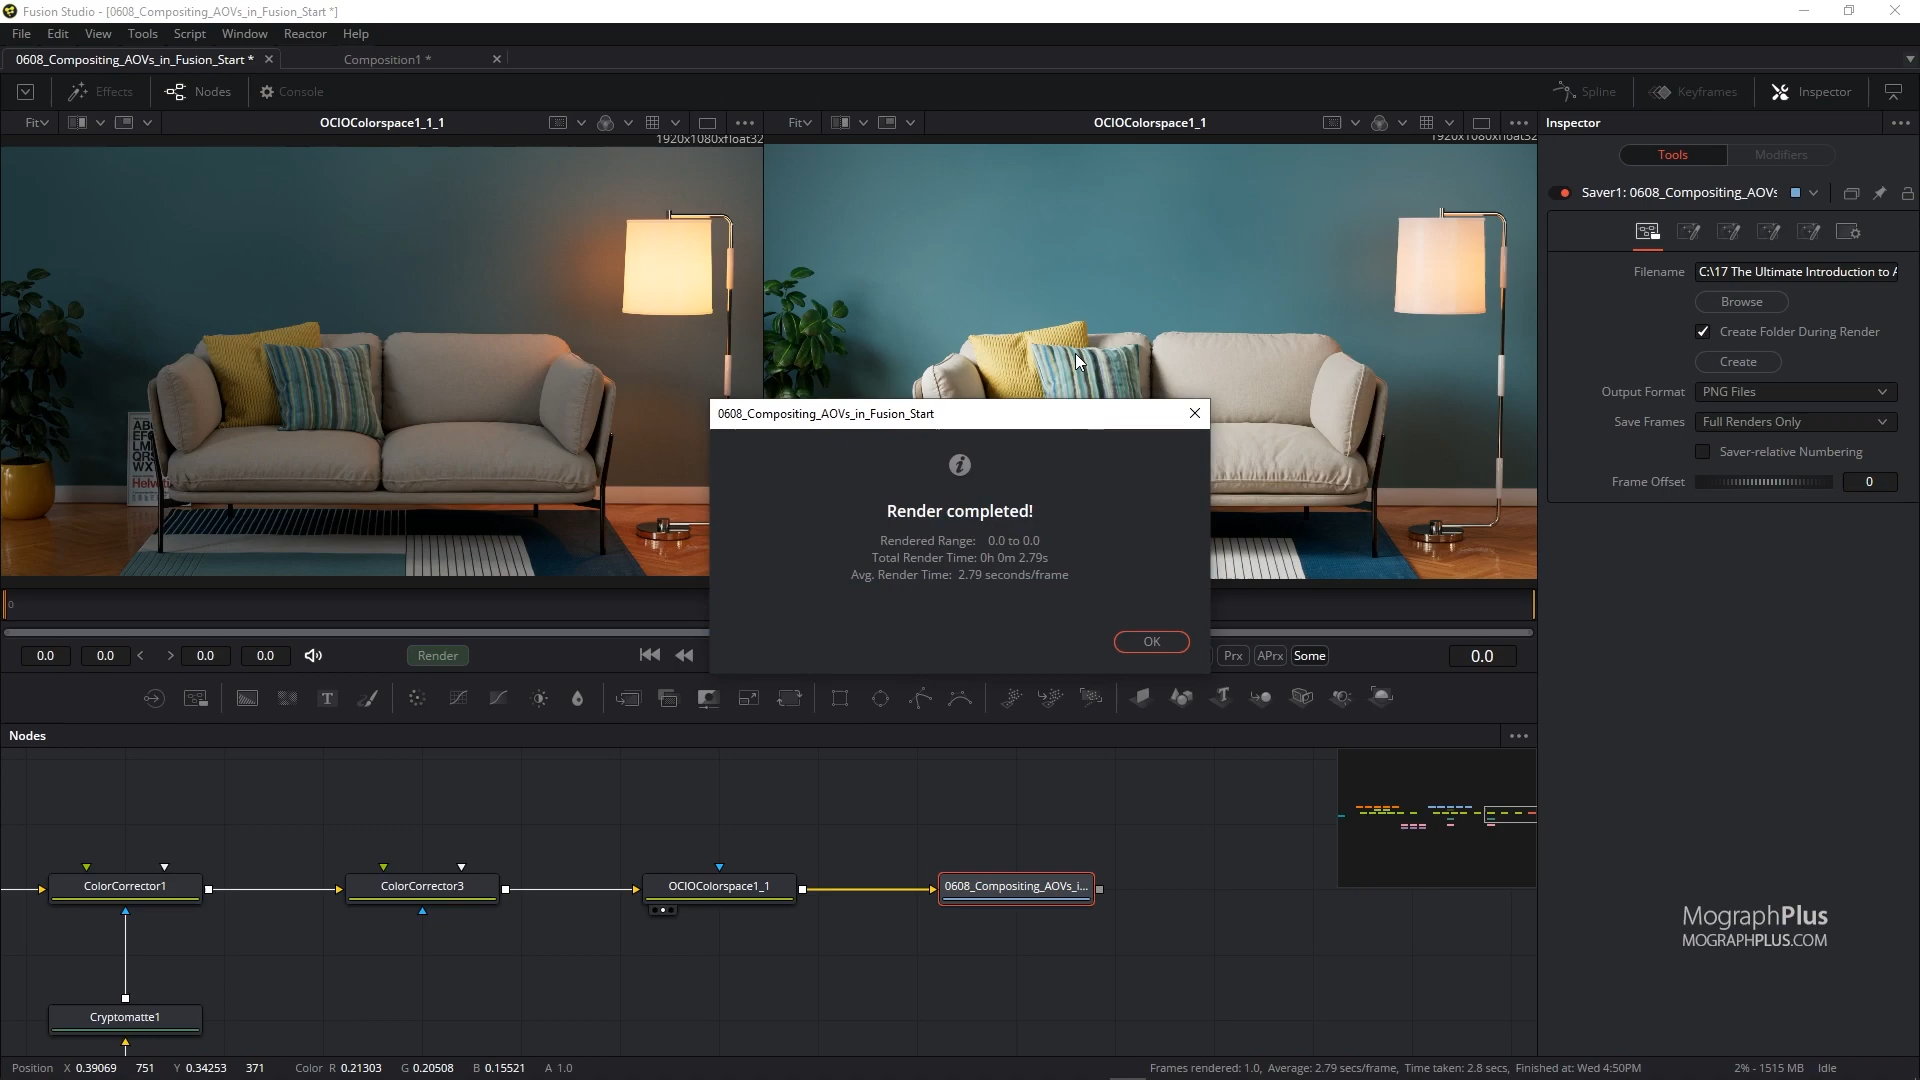 Fusion Studio - [0608_Compositing_AOVs_in_Fusion_Start *]
File Edit View Tools Script Window Reactor Help
0608_Compositing_AOVs_in_Fusion_Start *
Composition1 *
Effects
Nodes
Console
Spline
Keyframes
Inspector
Fit
OCIOColorspace1_1_1
Fit
OCIOColorspace1_1
Inspector
1920x1080xfloat32
1920x1080xfloat32
Tools
Modifiers
Saver1: 0608_Compositing_AOVs
Filename C:\17 The Ultimate Introduction to A
Browse
Create Folder During Render
Create
Output Format PNG Files
Save Frames Full Renders Only
Saver-relative Numbering
Frame Offset 0
0608_Compositing_AOVs_in_Fusion_Start
Render completed!
Rendered Range: 0.0 to 0.0
Total Render Time: 0h 0m 2.79s
Avg. Render Time: 2.79 seconds/frame
OK
0
0.0
0.0
< >
0.0
0.0
Render
Prx
APrx
Some
0.0
T
Nodes
ColorCorrector1
ColorCorrector3
OCIOColorspace1_1
0608_Compositing_AOVs_i...
Cryptomatte1
MographPlus
MOGRAPHPLUS.COM
Position X 0.39069 751 Y 0.34253 371 Color R 0.21303 G 0.20508 B 0.15521 A 1.0
Frames rendered: 1.0, Average: 2.79 secs/frame, Time taken: 2.8 secs, Finished at: Wed 4:50PM
2% - 1515 MB
Idle